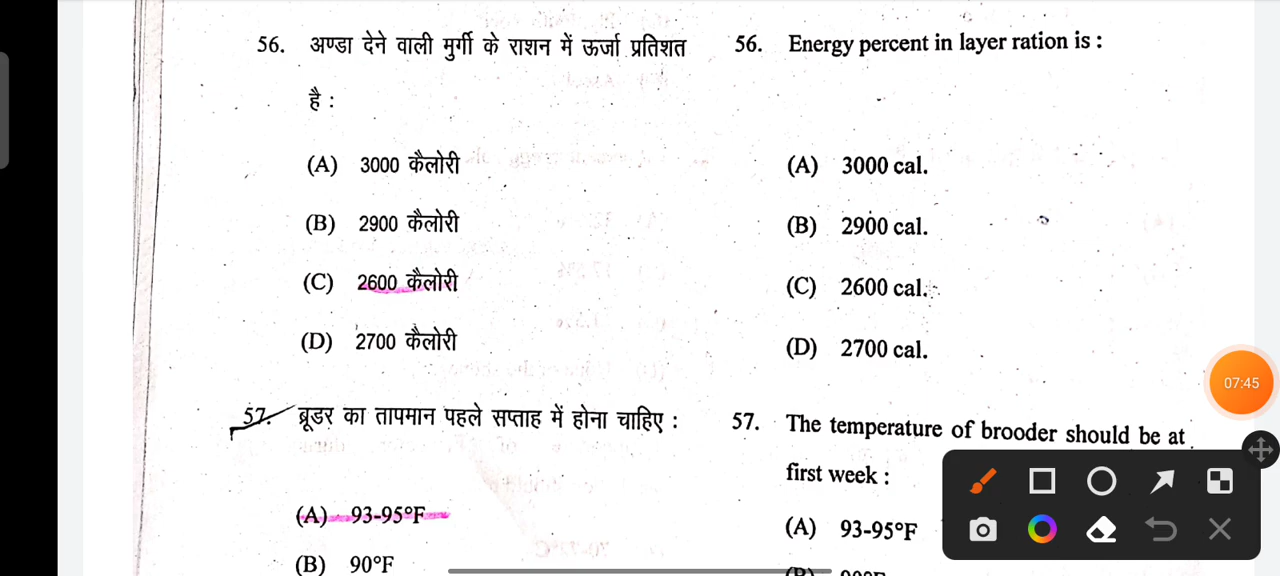 56. अण्डा देने वाली मुर्गी के राशन में ऊर्जा प्रतिशत
है :
(A) 3000 कैलोरी
(B) 2900 कैलोरी
(C) 2600 कैलोरी
(D) 2700 कैलोरी
57. ब्रूडर का तापमान पहले सप्ताह में होना चाहिए :
(A) 93-95°F
(B) 90°F
56. Energy percent in layer ration is :
(A) 3000 cal.
(B) 2900 cal.
(C) 2600 cal.
(D) 2700 cal.
57. The temperature of brooder should be at
first week :
(A) 93-95°F
07:45